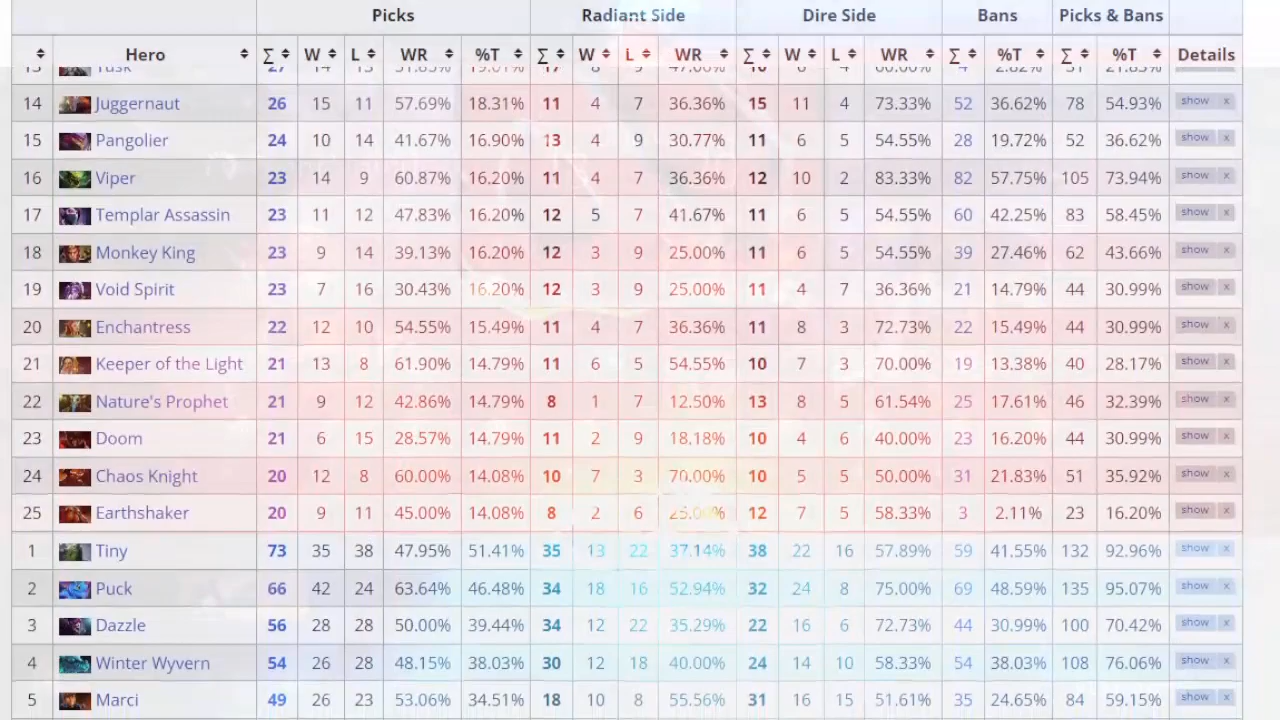 Picks Radiant Side Dire Side Bans Picks & Bans
Hero ∑ W L WR %T ∑ W L WR ∑ W L WR ∑ %T ∑ %T Details
14 Juggernaut 26 15 11 57.69% 18.31% 11 4 7 36.36% 15 11 4 73.33% 52 36.62% 78 54.93% show x
15 Pangolier 24 10 14 41.67% 16.90% 13 4 9 30.77% 11 6 5 54.55% 28 19.72% 52 36.62% show x
16 Viper 23 14 9 60.87% 16.20% 11 4 7 36.36% 12 10 2 83.33% 82 57.75% 105 73.94% show x
17 Templar Assassin 23 11 12 47.83% 16.20% 12 5 7 41.67% 11 6 5 54.55% 60 42.25% 83 58.45% show x
18 Monkey King 23 9 14 39.13% 16.20% 12 3 9 25.00% 11 6 5 54.55% 39 27.46% 62 43.66% show x
19 Void Spirit 23 7 16 30.43% 16.20% 12 3 9 25.00% 11 4 7 36.36% 21 14.79% 44 30.99% show x
20 Enchantress 22 12 10 54.55% 15.49% 11 4 7 36.36% 11 8 3 72.73% 22 15.49% 44 30.99% show x
21 Keeper of the Light 21 13 8 61.90% 14.79% 11 6 5 54.55% 10 7 3 70.00% 19 13.38% 40 28.17% show x
22 Nature's Prophet 21 9 12 42.86% 14.79% 8 1 7 12.50% 13 8 5 61.54% 25 17.61% 46 32.39% show x
23 Doom 21 6 15 28.57% 14.79% 11 2 9 18.18% 10 4 6 40.00% 23 16.20% 44 30.99% show x
24 Chaos Knight 20 12 8 60.00% 14.08% 10 7 3 70.00% 10 5 5 50.00% 31 21.83% 51 35.92% show x
25 Earthshaker 20 9 11 45.00% 14.08% 8 2 6 25.00% 12 7 5 58.33% 3 2.11% 23 16.20% show x
1 Tiny 73 35 38 47.95% 51.41% 35 13 22 37.14% 38 22 16 57.89% 59 41.55% 132 92.96% show x
2 Puck 66 42 24 63.64% 46.48% 34 18 16 52.94% 32 24 8 75.00% 69 48.59% 135 95.07% show x
3 Dazzle 56 28 28 50.00% 39.44% 34 12 22 35.29% 22 16 6 72.73% 44 30.99% 100 70.42% show x
4 Winter Wyvern 54 26 28 48.15% 38.03% 30 12 18 40.00% 24 14 10 58.33% 54 38.03% 108 76.06% show x
5 Marci 49 26 23 53.06% 34.51% 18 10 8 55.56% 31 16 15 51.61% 35 24.65% 84 59.15% show x